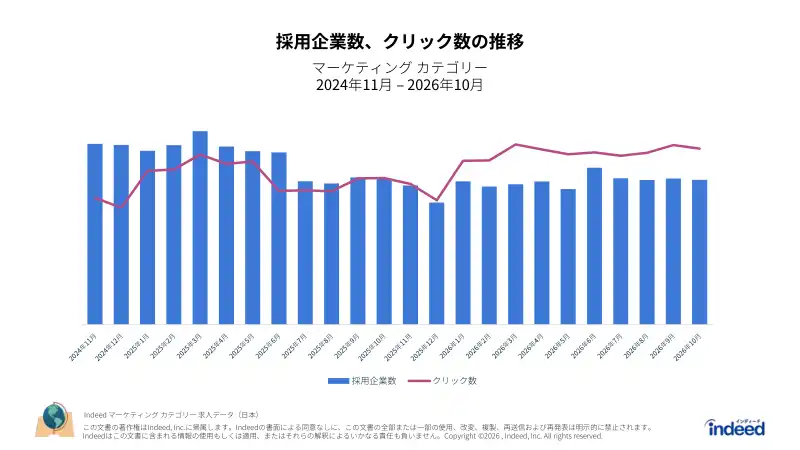 採用企業数、クリック数の推移
マーケティング カテゴリー
2024年11月 – 2026年10月
2024年11月
2024年12月
2025年1月
2025年2月
2025年3月
2025年4月
2025年5月
2025年6月
2025年7月
2025年8月
2025年9月
2025年10月
2025年11月
2025年12月
2026年1月
2026年2月
2026年3月
2026年4月
2026年5月
2026年6月
2026年7月
2026年8月
2026年9月
2026年10月
採用企業数
クリック数
Indeed マーケティング カテゴリー 求人データ（日本）
この文書の著作権はIndeed, Inc.に帰属します。Indeedの書面による同意なしに、この文書の全部または一部の使用、改変、複製、再送信および再発表は明示的に禁止されます。
Indeedはこの文書に含まれる情報の使用もしくは適用、またはそれらの解釈によるいかなる責任も負いません。Copyright ©2026 , Indeed, Inc. All rights reserved.
インディード
indeed